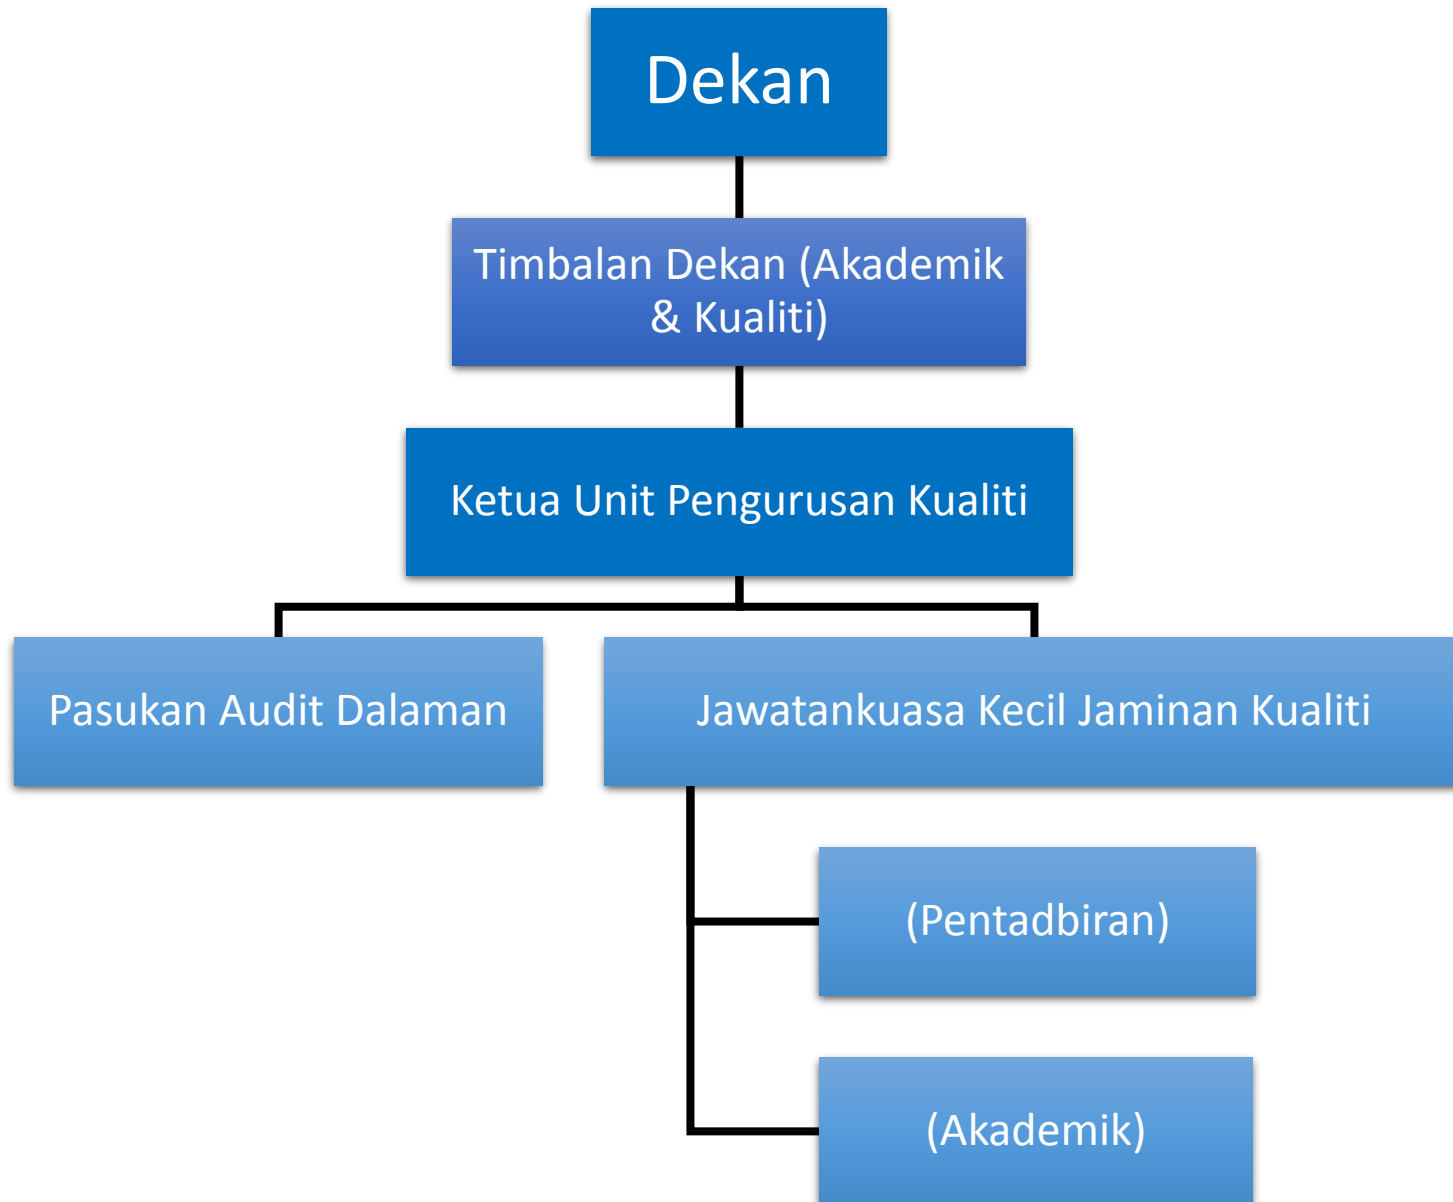 Dekan
Timbalan Dekan (Akademik
& Kualiti)
Ketua Unit Pengurusan Kualiti
Pasukan Audit Dalaman
Jawatankuasa Kecil Jaminan Kualiti
(Pentadbiran)
(Akademik)